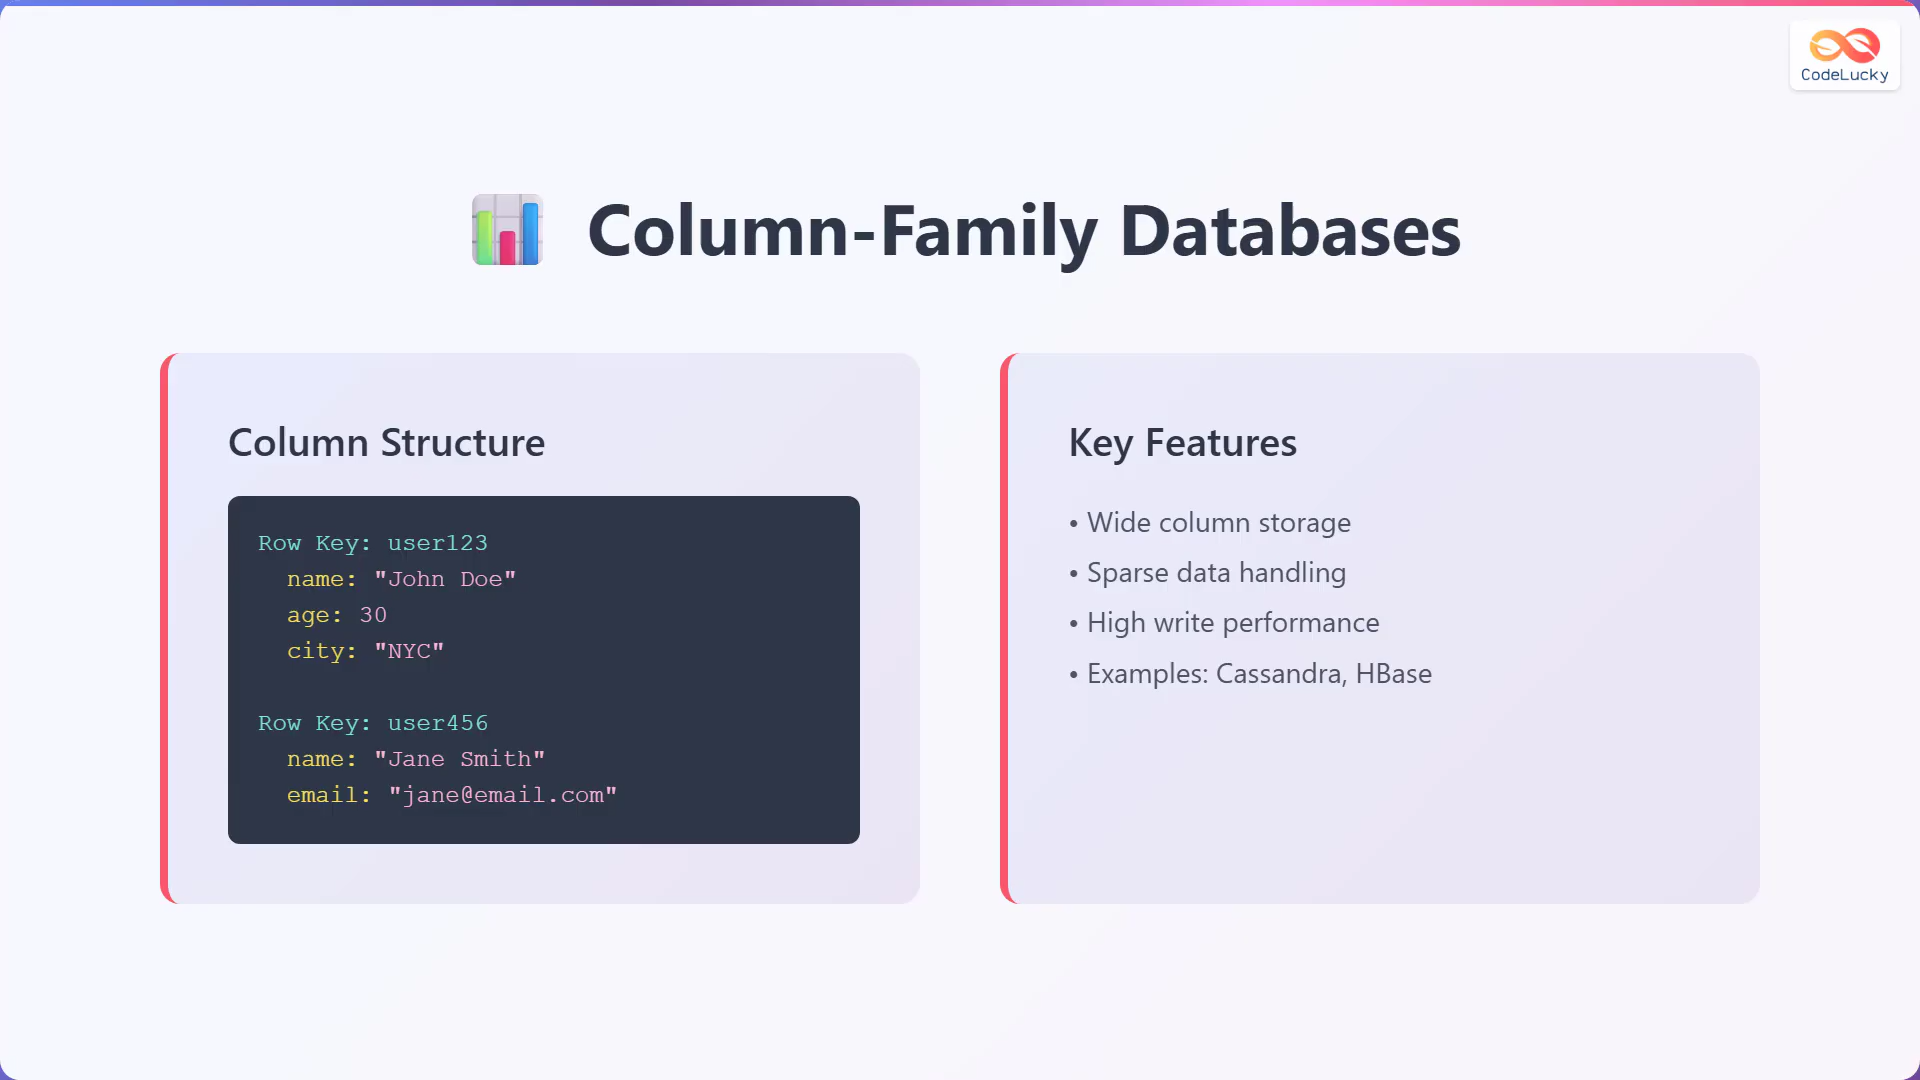 CodeLucky
Column-Family Databases
Column Structure
Row Key: user123
name: "John Doe"
age: 30
city: "NYC"
Row Key: user456
name: "Jane Smith"
email: "jane@email.com"
Key Features
• Wide column storage
• Sparse data handling
• High write performance
• Examples: Cassandra, HBase